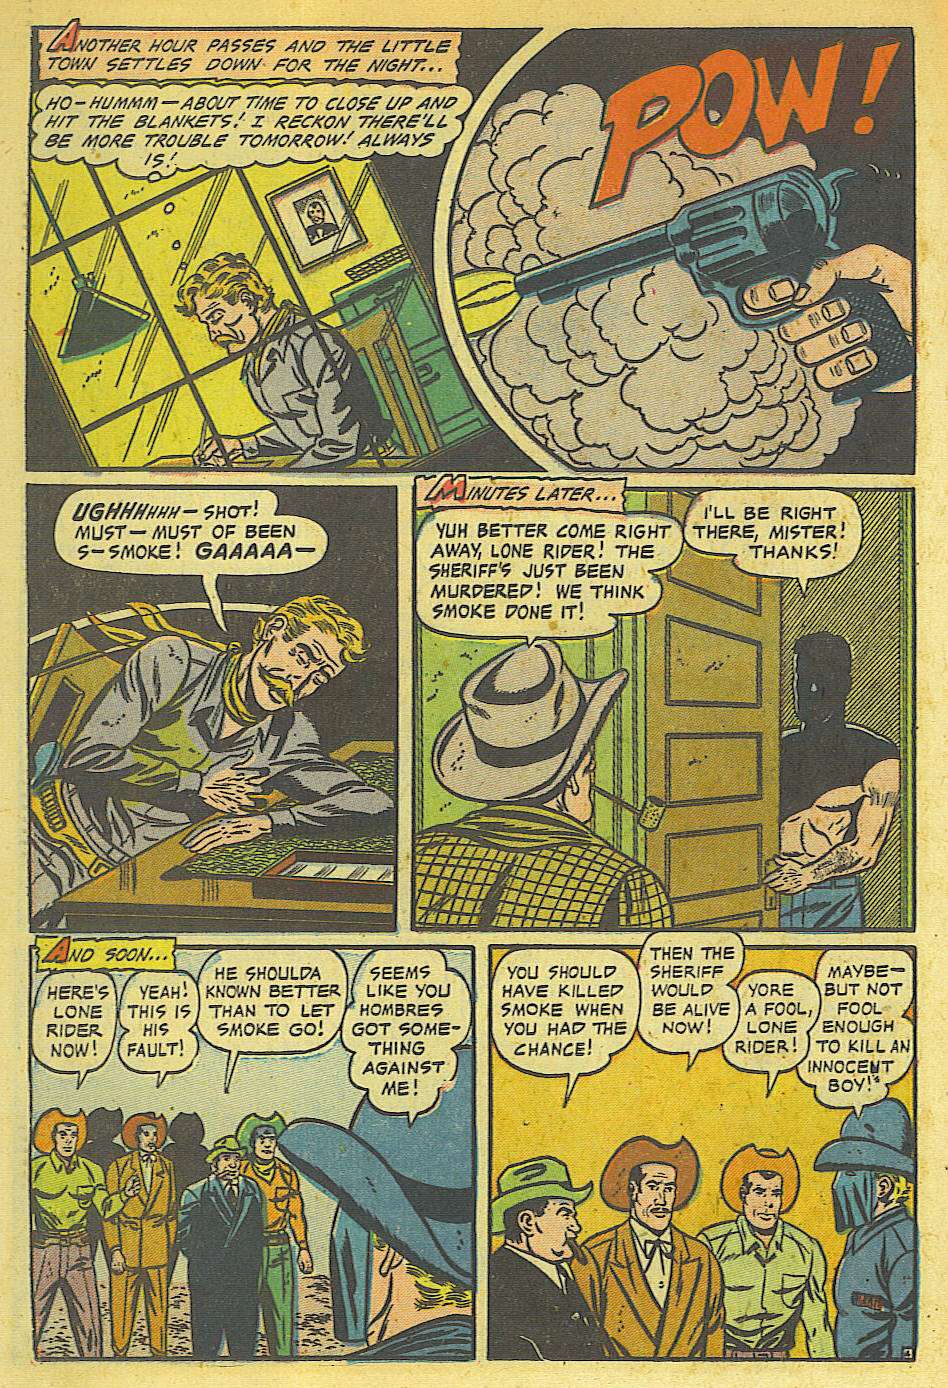 ANOTHER HOUR PASSES AND THE LITTLE
TOWN SETTLES DOWN FOR THE NIGHT...
HO-HUMMM-ABOUT TIME TO CLOSE UP AND
HIT THE BLANKETS! I RECKON THERE'LL
BE MORE TROUBLE TOMORROW! ALWAYS
IS!
POW!
UGHHHHHH-SHOT!
MUST-MUST OF BEEN
S-SMOKE! GAAAAA-
MINUTES LATER...
YUH BETTER COME RIGHT
AWAY, LONE RIDER! THE
SHERIFF'S JUST BEEN
MURDERED! WE THINK
SMOKE DONE IT!
I'LL BE RIGHT
THERE, MISTER!
THANKS!
AND SOON...
HERE'S
LONE
RIDER
NOW!
YEAH!
THIS IS
HIS
FAULT!
HE SHOULDA
KNOWN BETTER
THAN TO LET
SMOKE GO!
SEEMS
LIKE YOU
HOMBRES
GOT SOME-
THING
AGAINST
ME!
YOU SHOULD
HAVE KILLED
SMOKE WHEN
YOU HAD THE
CHANCE!
THEN THE
SHERIFF
WOULD
BE ALIVE
NOW!
YORE
A FOOL,
LONE
RIDER!
MAYBE-
BUT NOT
FOOL
ENOUGH
TO KILL AN
INNOCENT
BOY!